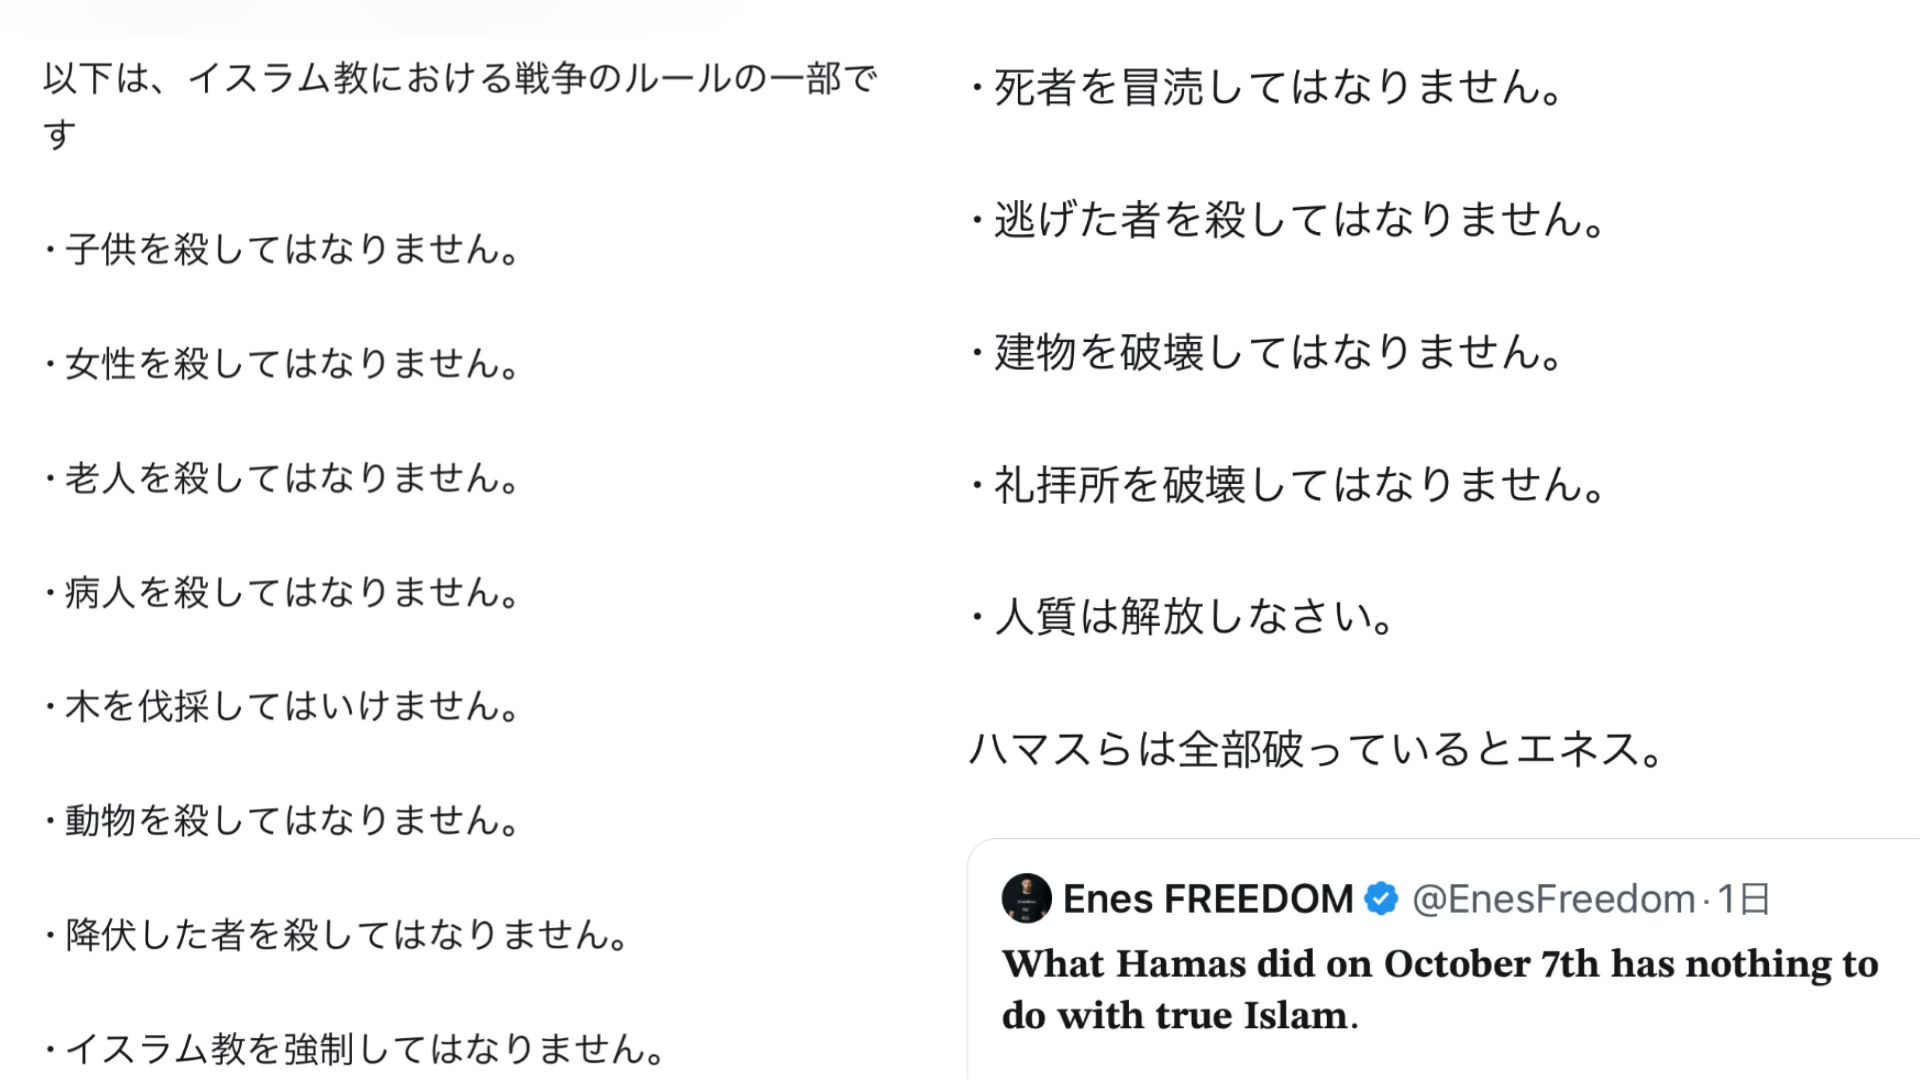 以下は、イスラム教における戦争のルールの一部で
す
・子供を殺してはなりません。
・女性を殺してはなりません。
・老人を殺してはなりません。
・病人を殺してはなりません。
・木を伐採してはいけません。
・動物を殺してはなりません。
・降伏した者を殺してはなりません。
・イスラム教を強制してはなりません。
・死者を冒涜してはなりません。
・逃げた者を殺してはなりません。
・建物を破壊してはなりません。
・礼拝所を破壊してはなりません。
・人質は解放しなさい。
ハマスらは全部破っているとエネス。
Enes FREEDOM @EnesFreedom·1日
What Hamas did on October 7th has nothing to
do with true Islam.